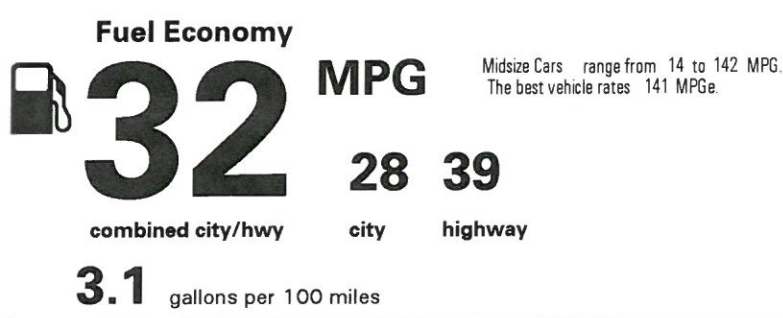 Fuel Economy
32 MPG
Midsize Cars range from 14 to 142 MPG.
The best vehicle rates 141 MPGe.
28 39
combined city/hwy city highway
3.1 gallons per 100 miles